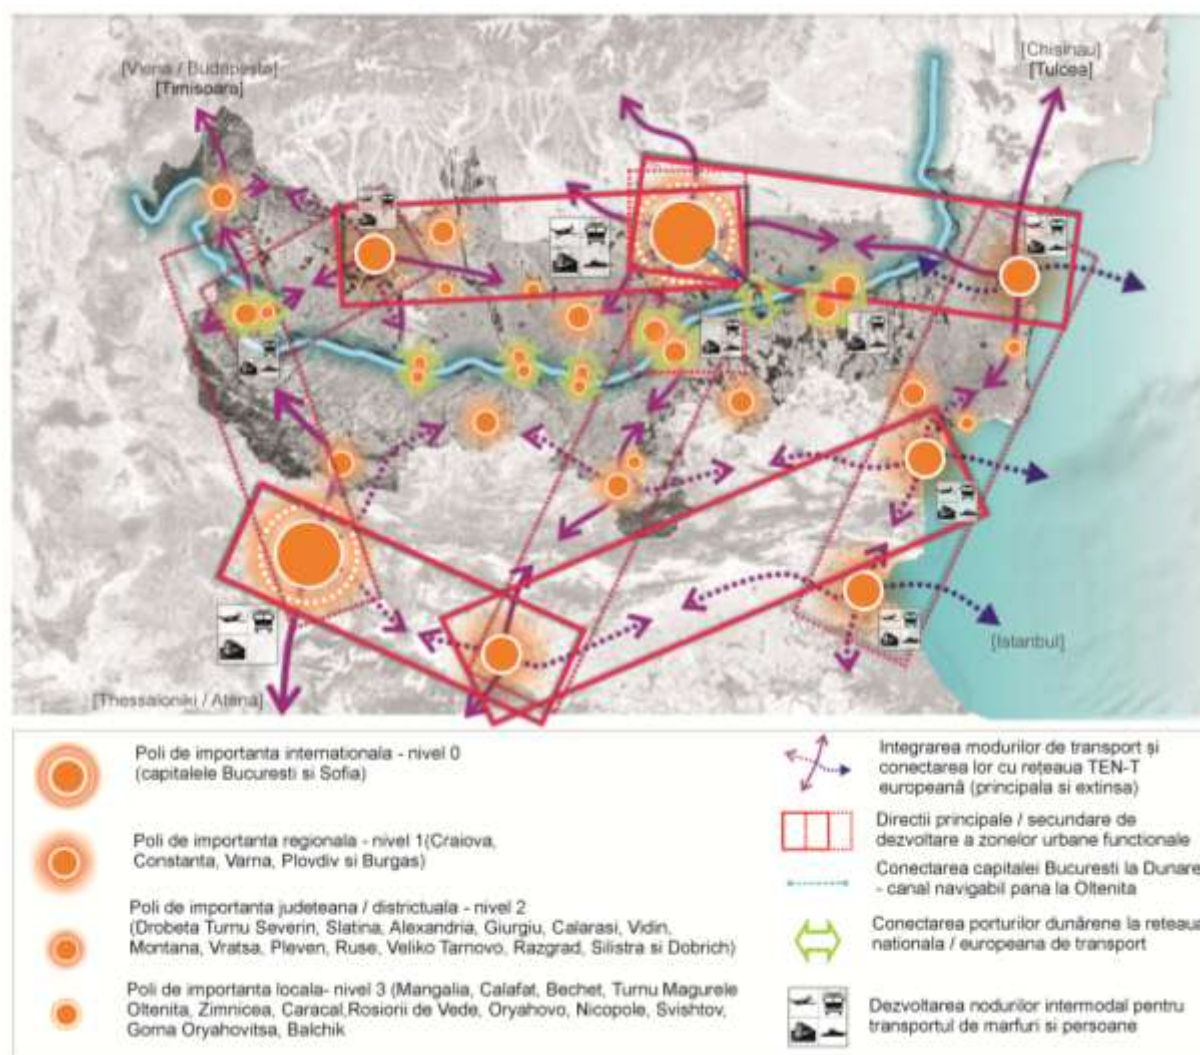 [Viena / Budapesta]
[Timisoara]
[Chisinau]
[Tulcea]
[Istanbul]
[Thessaloniki / Atena]
Poli de importanta internationala - nivel 0
(capitalele Bucuresti si Sofia)
Poli de importanta regionala - nivel 1(Craiova,
Constanta, Varna, Plovdiv si Burgas)
Poli de importanta judeteana / districtuala - nivel 2
(Drobeta Turnu Severin, Slatina, Alexandria, Giurgiu, Calarasi, Vidin,
Montana, Vratsa, Pleven, Ruse, Veliko Tarnovo, Razgrad, Silistra si Dobrich)
Poli de importanta locala- nivel 3 (Mangalia, Calafat, Bechet, Turnu Magurele
Oltenita, Zimnicea, Caracal,Rosiorii de Vede, Oryahovo, Nicopole, Svishtov,
Gorna Oryahovitsa, Balchik
Integrarea modurilor de transport și
conectarea lor cu rețeaua TEN-T
europeană (principala si extinsa)
Directii principale / secundare de
dezvoltare a zonelor urbane functionale
Conectarea capitalei Bucuresti la Dunare
- canal navigabil pana la Oltenita
Conectarea porturilor dunărene la reteaua
nationala / europeana de transport
Dezvoltarea nodurilor intermodal pentru
transportul de marfuri si persoane